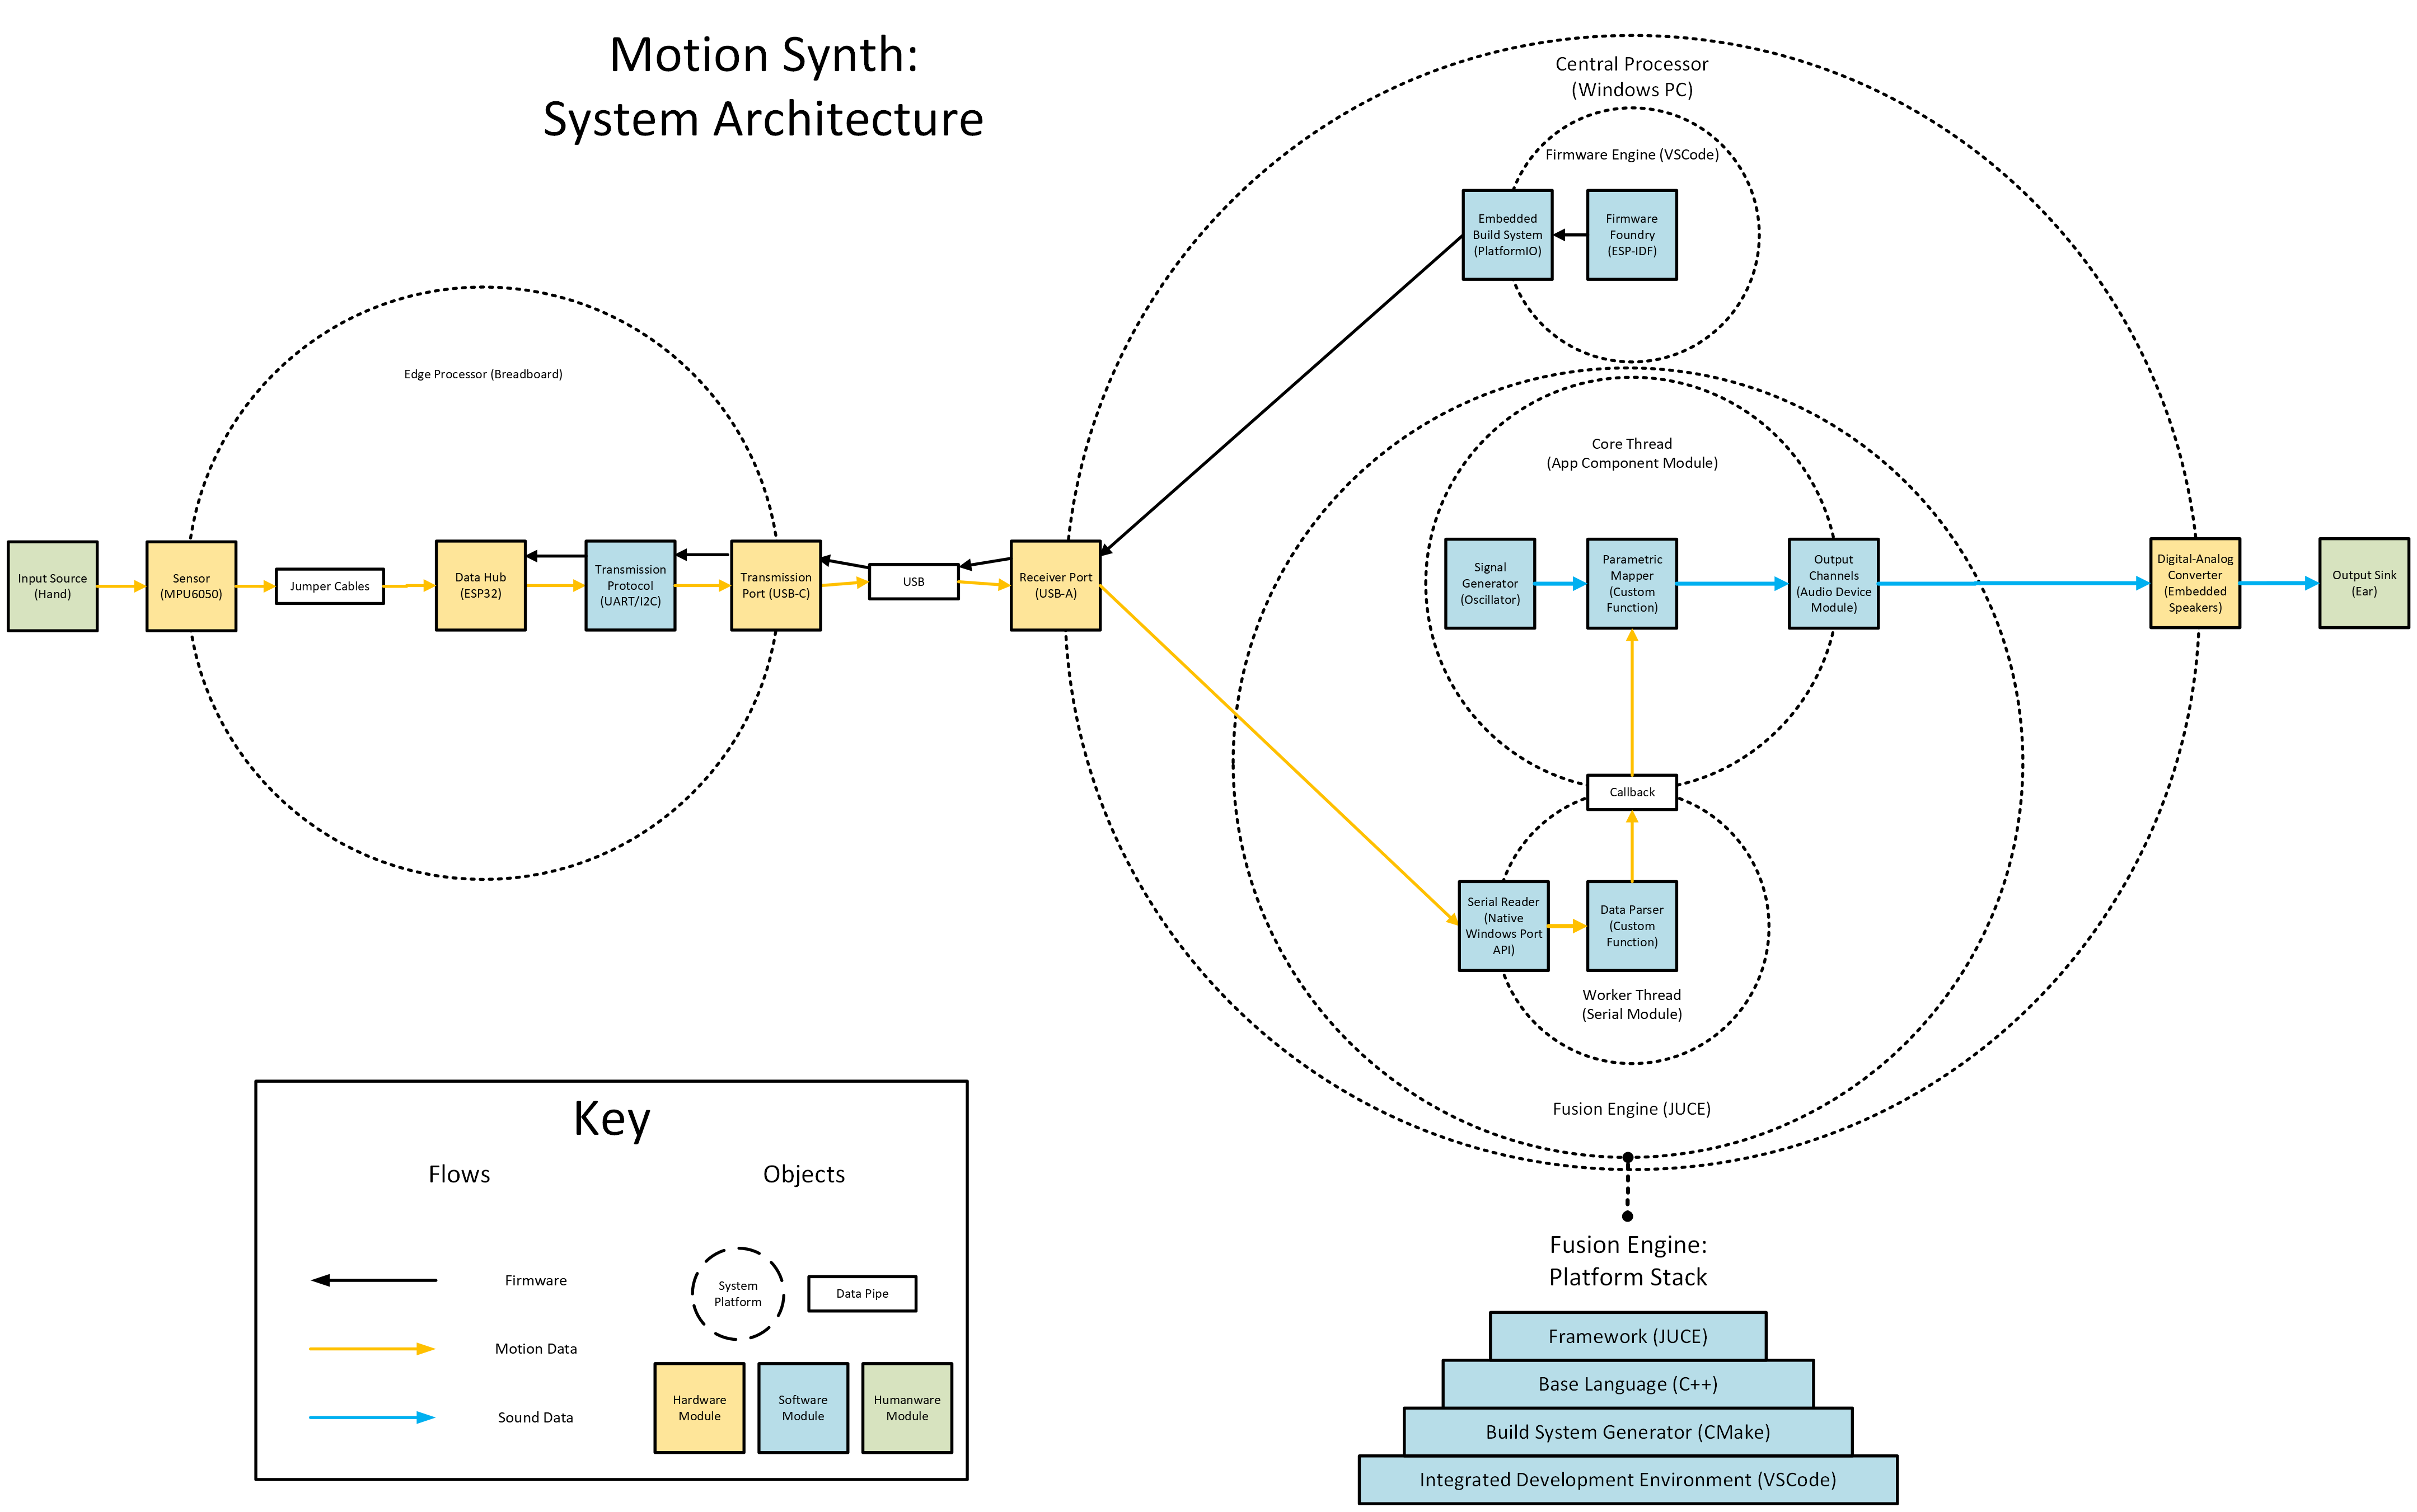 Motion Synth:
System Architecture
Central Processor
(Windows PC)
Firmware Engine (VSCode)
Embedded
Build System
(PlatformIO)
Firmware
Foundry
(ESP-IDF)
Edge Processor (Breadboard)
Core Thread
(App Component Module)
Input Source
(Hand)
Sensor
(MPU6050)
Jumper Cables
Data Hub
(ESP32)
Transmission
Protocol
(UART/I2C)
Transmission
Port (USB-C)
USB
Receiver Port
(USB-A)
Signal
Generator
(Oscillator)
Parametric
Mapper
(Custom
Function)
Output
Channels
(Audio Device
Module)
Digital-Analog
Converter
(Embedded
Speakers)
Output Sink
(Ear)
Callback
Serial Reader
(Native
Windows Port
API)
Data Parser
(Custom
Function)
Worker Thread
(Serial Module)
Fusion Engine (JUCE)
Key
Flows
Objects
Firmware
Motion Data
Sound Data
System
Platform
Data Pipe
Hardware
Module
Software
Module
Humanware
Module
Fusion Engine:
Platform Stack
Framework (JUCE)
Base Language (C++)
Build System Generator (CMake)
Integrated Development Environment (VSCode)